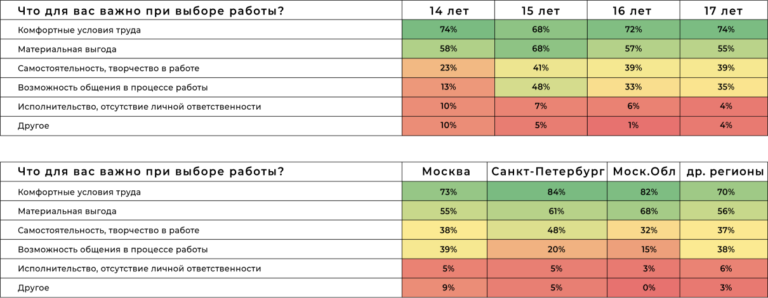 Что для вас важно при выборе работы? 14 лет 15 лет 16 лет 17 лет
Комфортные условия труда 74% 68% 72% 74%
Материальная выгода 58% 68% 57% 55%
Самостоятельность, творчество в работе 23% 41% 39% 39%
Возможность общения в процессе работы 13% 48% 33% 35%
Исполнительство, отсутствие личной ответственности 10% 7% 6% 4%
Другое 10% 5% 1% 4%
Что для вас важно при выборе работы? Москва Санкт-Петербург Моск.Обл др. регионы
Комфортные условия труда 73% 84% 82% 70%
Материальная выгода 55% 61% 68% 56%
Самостоятельность, творчество в работе 38% 48% 32% 37%
Возможность общения в процессе работы 39% 20% 15% 38%
Исполнительство, отсутствие личной ответственности 5% 5% 3% 6%
Другое 9% 5% 0% 3%